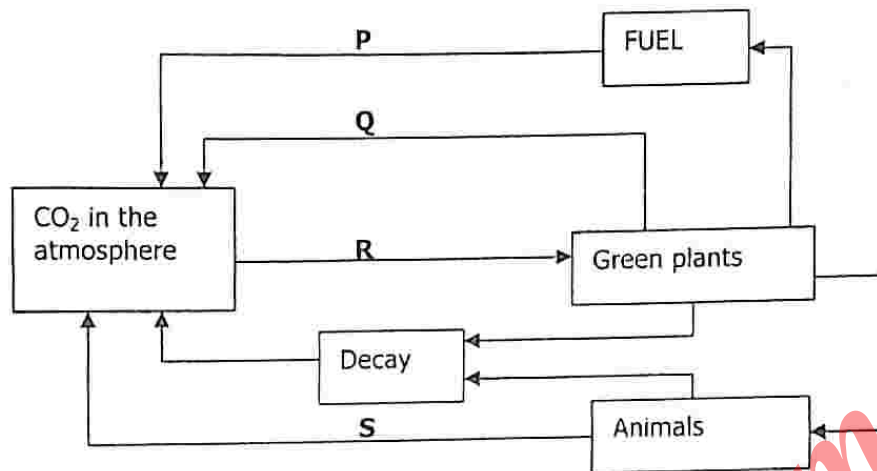 P
FUEL
Q
CO₂ in the
atmosphere
R
Green plants
Decay
S
Animals